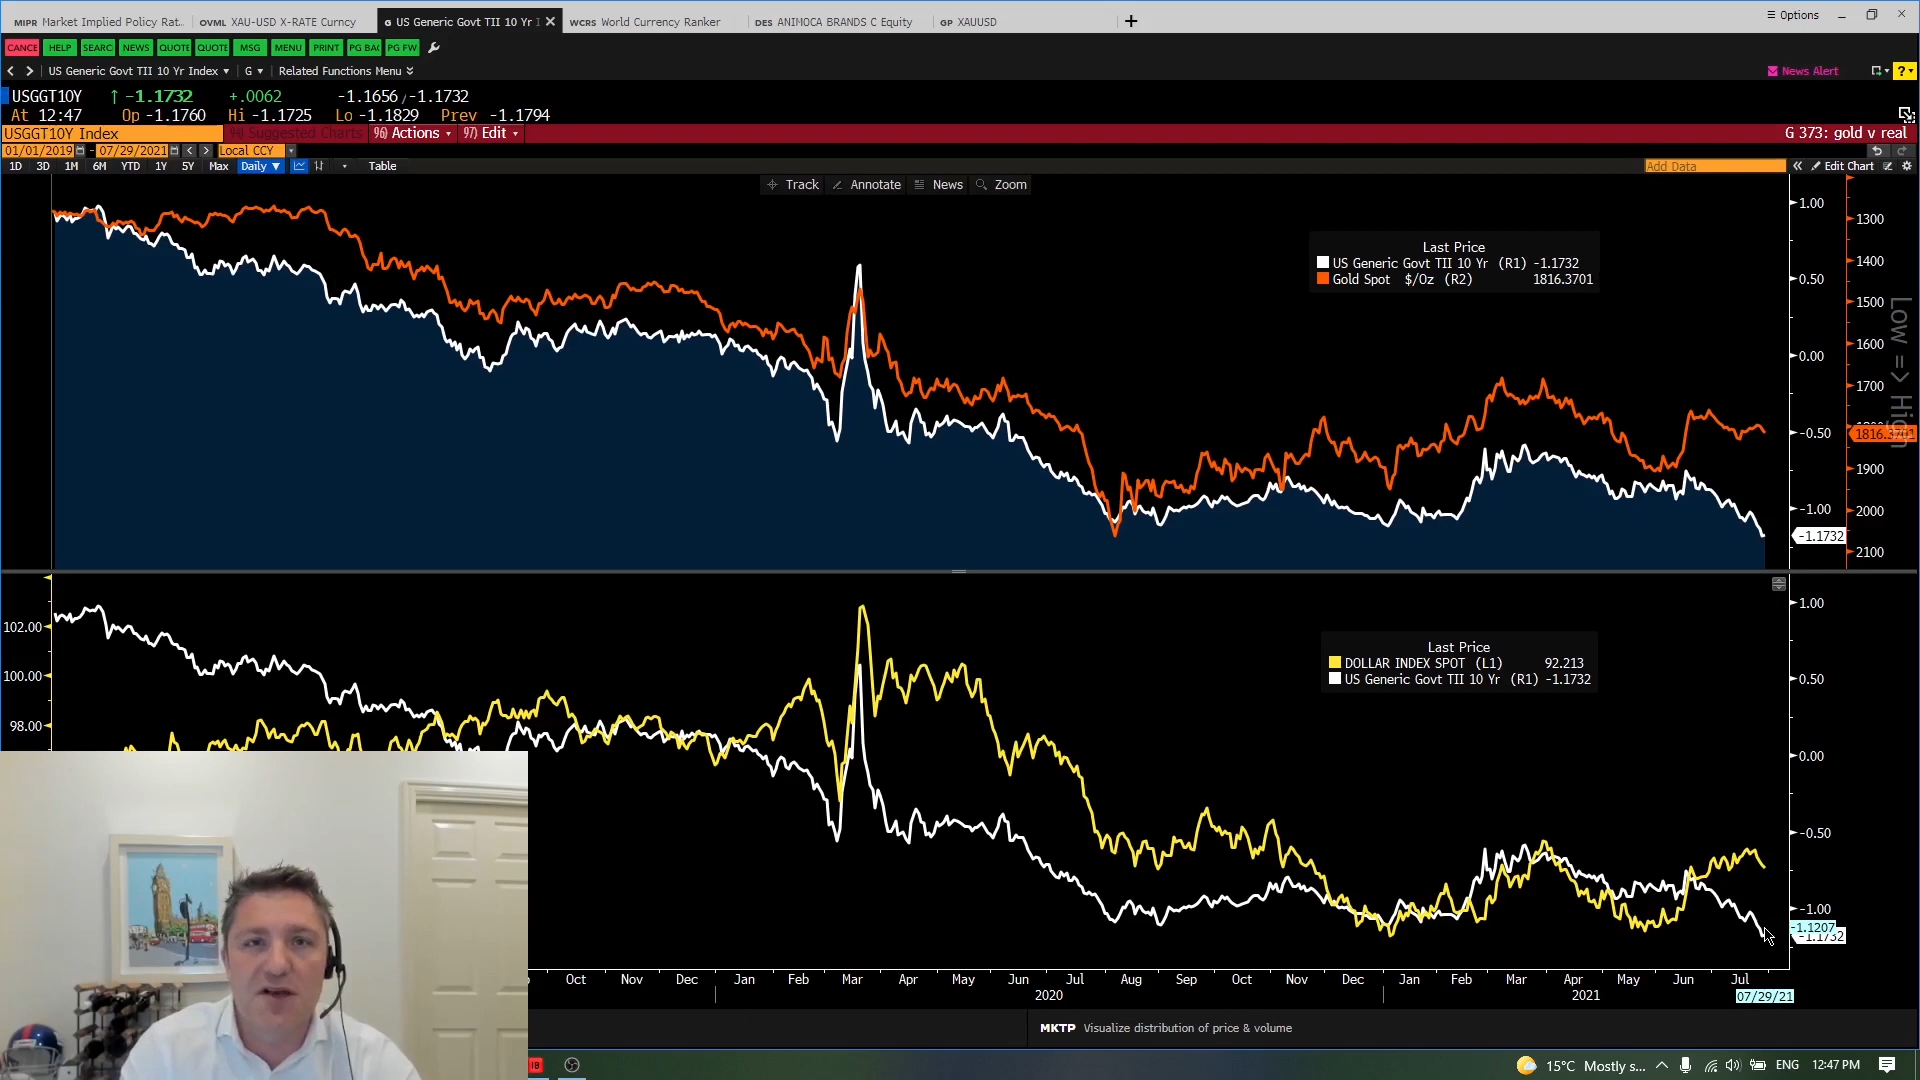 MIPR Market Implied Policy Rat..
OVML XAU-USD X-RATE Curncy
G US Generic Govt TII 10 Yr I
WCRS World Currency Ranker
DES ANIMOCA BRANDS C Equity
GP XAUUSD
Options
CANCE HELP SEARC NEWS QUOTE QUOTE MSG MENU PRINT PG BAC PG FW
US Generic Govt TII 10 Yr Index G Related Functions Menu
News Alert
USGGT10Y -1.1732 +.0062 -1.1656/-1.1732
At 12:47 Op -1.1760 Hi -1.1725 Lo -1.1829 Prev -1.1794
USGGT10Y Index 96) Actions 97) Edit G 373: gold v real
01/01/2019 - 07/29/2021 Local CCY
1D 3D 1M 6M YTD 1Y 5Y Max Daily ▼ Table Add Data Edit Chart
Track Annotate News Zoom
Last Price
US Generic Govt TII 10 Yr (R1) -1.1732
Gold Spot $/Oz (R2) 1816.3701
1.00
0.50
0.00
-0.50
-1.00
-1.1732
1300
1400
1500
1600
1700
1816.3701
1900
2000
2100
Low => High
Last Price
DOLLAR INDEX SPOT (L1) 92.213
US Generic Govt TII 10 Yr (R1) -1.1732
102.00
100.00
98.00
1.00
0.50
0.00
-0.50
-1.00
-1.1207
-1.1732
Oct Nov Dec Jan Feb Mar Apr May Jun Jul Aug Sep Oct Nov Dec Jan Feb Mar Apr May Jun Jul
2020 2021
07/29/21
MKTP Visualize distribution of price & volume
15°C Mostly s... ENG 12:47 PM